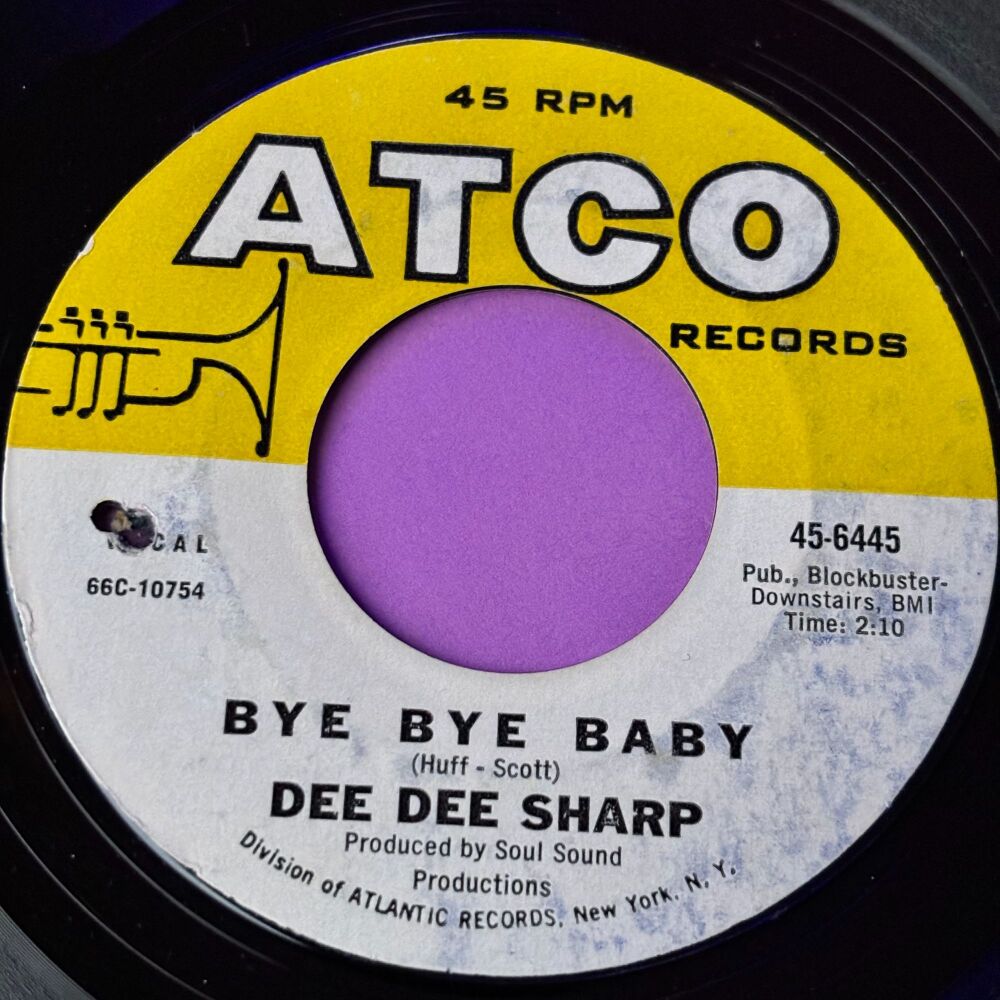 45 RPM
ATCO
RECORDS
45-6445
Pub., Blockbuster-
Downstairs, BMI
Time: 2:10
66C-10754
BYE BYE BABY
(Huff - Scott)
DEE DEE SHARP
Produced by Soul Sound
Productions
Division of ATLANTIC RECORDS, New York, N. Y.